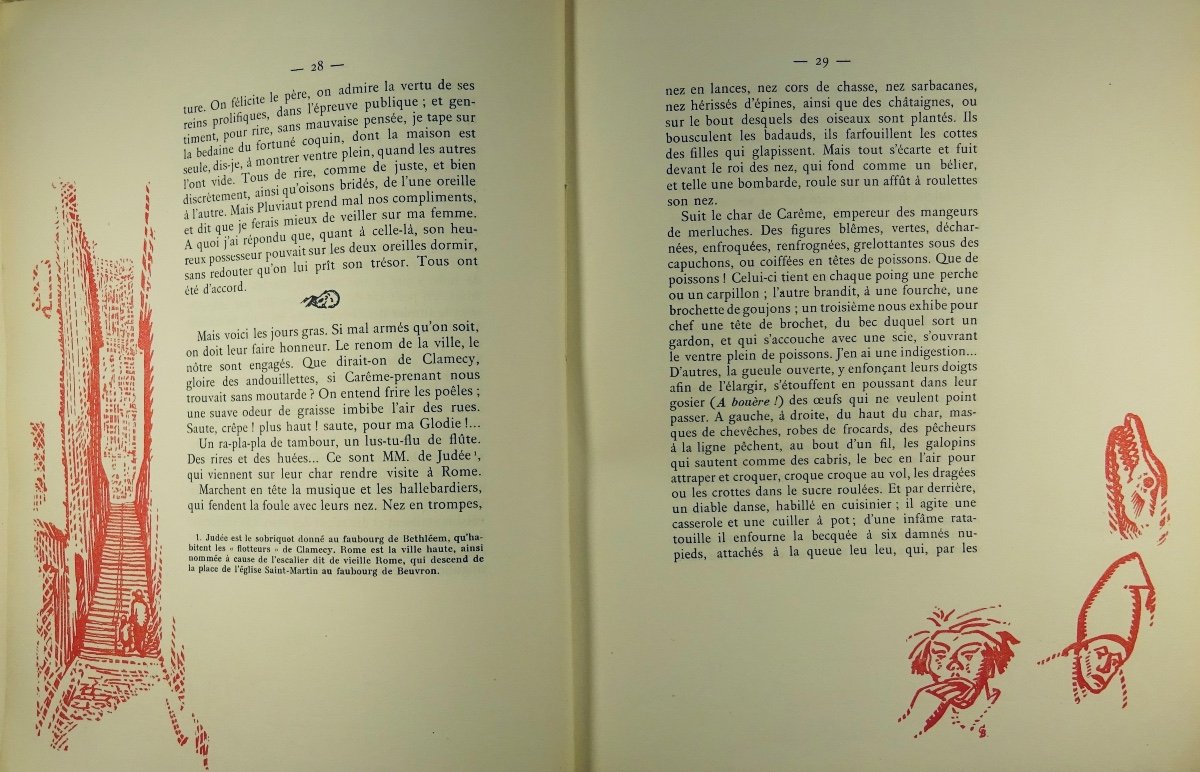 — 28 —
ture. On félicite le père, on admire la vertu de ses
reins prolifiques, dans l'épreuve publique ; et gen-
timent, pour rire, sans mauvaise pensée, je tape sur
la bedaine du fortuné coquin, dont la maison est
seule, dis-je, à montrer ventre plein, quand les autres
l'ont vide. Tous de rire, comme de juste, et bien
discrètement, ainsi qu'oisons bridés, de l'une oreille
à l'autre. Mais Pluviaut prend mal nos compliments,
et dit que je ferais mieux de veiller sur ma femme.
A quoi j'ai répondu que, quant à celle-là, son heu-
reux possesseur pouvait sur les deux oreilles dormir,
sans redouter qu'on lui prît son trésor. Tous ont
été d'accord.
Mais voici les jours gras. Si mal armés qu'on soit,
on doit leur faire honneur. Le renom de la ville, le
nôtre sont engagés. Que dirait-on de Clamecy,
gloire des andouillettes, si Carême-prenant nous
trouvait sans moutarde ? On entend frire les poêles ;
une suave odeur de graisse imbibe l'air des rues.
Saute, crêpe ! plus haut ! saute, pour ma Glodie !...
Un ra-pla-pla de tambour, un lus-tu-flu de flûte.
Des rires et des huées... Ce sont MM. de Judée¹,
qui viennent sur leur char rendre visite à Rome.
Marchent en tête la musique et les hallebardiers,
qui fendent la foule avec leurs nez. Nez en trompes,
1. Judée est le sobriquot donné au faubourg de Bethléem, qu'ha-
bitent les « flotteurs » de Clamecy. Rome est la ville haute, ainsi
nommée à cause de l'escalier dit de vieille Rome, qui descend de
la place de l'église Saint-Martin au faubourg de Beuvron.
— 29 —
nez en lances, nez cors de chasse, nez sarbacanes,
nez hérissés d'épines, ainsi que des châtaignes, ou
sur le bout desquels des oiseaux sont plantés. Ils
bousculent les badauds, ils farfouillent les cottes
des filles qui glapissent. Mais tout s'écarte et fuit
devant le roi des nez, qui fond comme un bélier,
et telle une bombarde, roule sur un affût à roulettes
son nez.
Suit le char de Carême, empereur des mangeurs
de merluches. Des figures blêmes, vertes, déchar-
nées, enfroquées, renfrognées, grelottantes sous des
capuchons, ou coiffées en têtes de poissons. Que de
poissons ! Celui-ci tient en chaque poing une perche
ou un carpillon ; l'autre brandit, à une fourche, une
brochette de goujons ; un troisième nous exhibe pour
chef une tête de brochet, du bec duquel sort un
gardon, et qui s'accouche avec une scie, s'ouvrant
le ventre plein de poissons. J'en ai une indigestion...
D'autres, la gueule ouverte, y enfonçant leurs doigts
afin de l'élargir, s'étouffent en poussant dans leur
gosier (A bouère !) des œufs qui ne veulent point
passer. A gauche, à droite, du haut du char, mas-
ques de chevêches, robes de frocards, des pêcheurs
à la ligne pêchent, au bout d'un fil, les galopins
qui sautent comme des cabris, le bec en l'air pour
attraper et croquer, croque croque au vol, les dragées
ou les crottes dans le sucre roulées. Et par derrière,
un diable danse, habillé en cuisinier ; il agite une
casserole et une cuiller à pot ; d'une infâme rata-
touille il enfourne la becquée à six damnés nu-
pieds, attachés à la queue leu leu, qui, par les